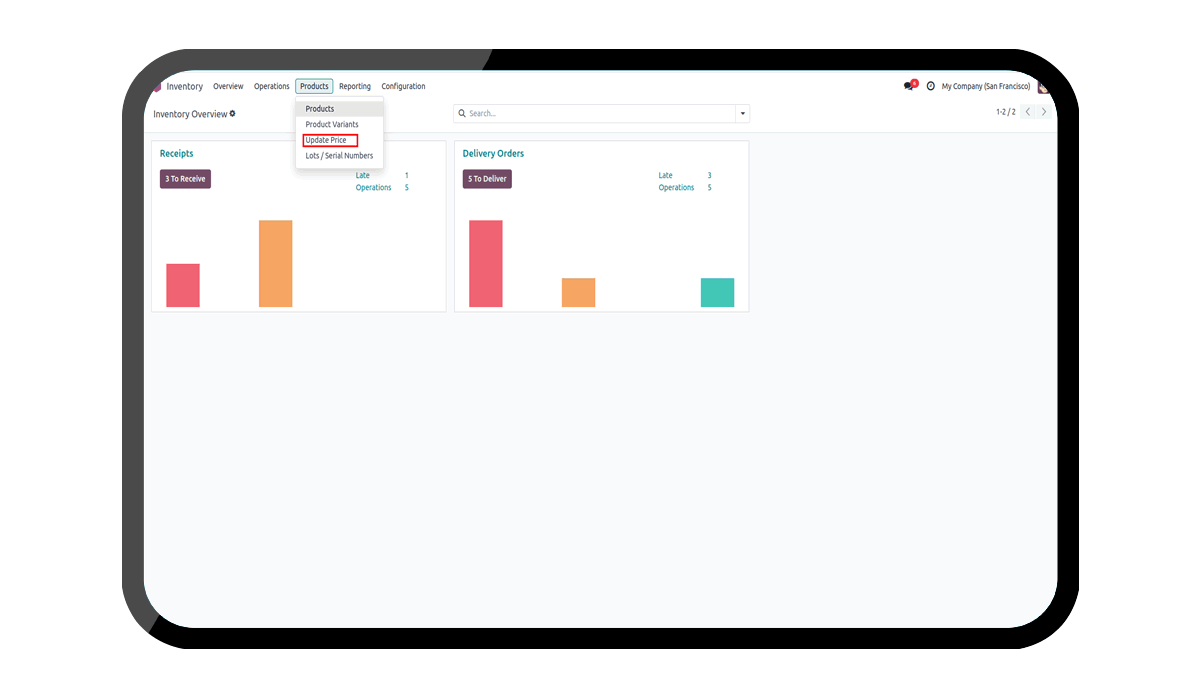 Inventory Overview Operations Products Reporting Configuration 4 My Company (San Francisco)
Inventory Overview Search... 1-2 / 2
Products
Product Variants
Update Price
Lots / Serial Numbers
Receipts
3 To Receive
Late 1
Operations 5
Delivery Orders
5 To Deliver
Late 3
Operations 5